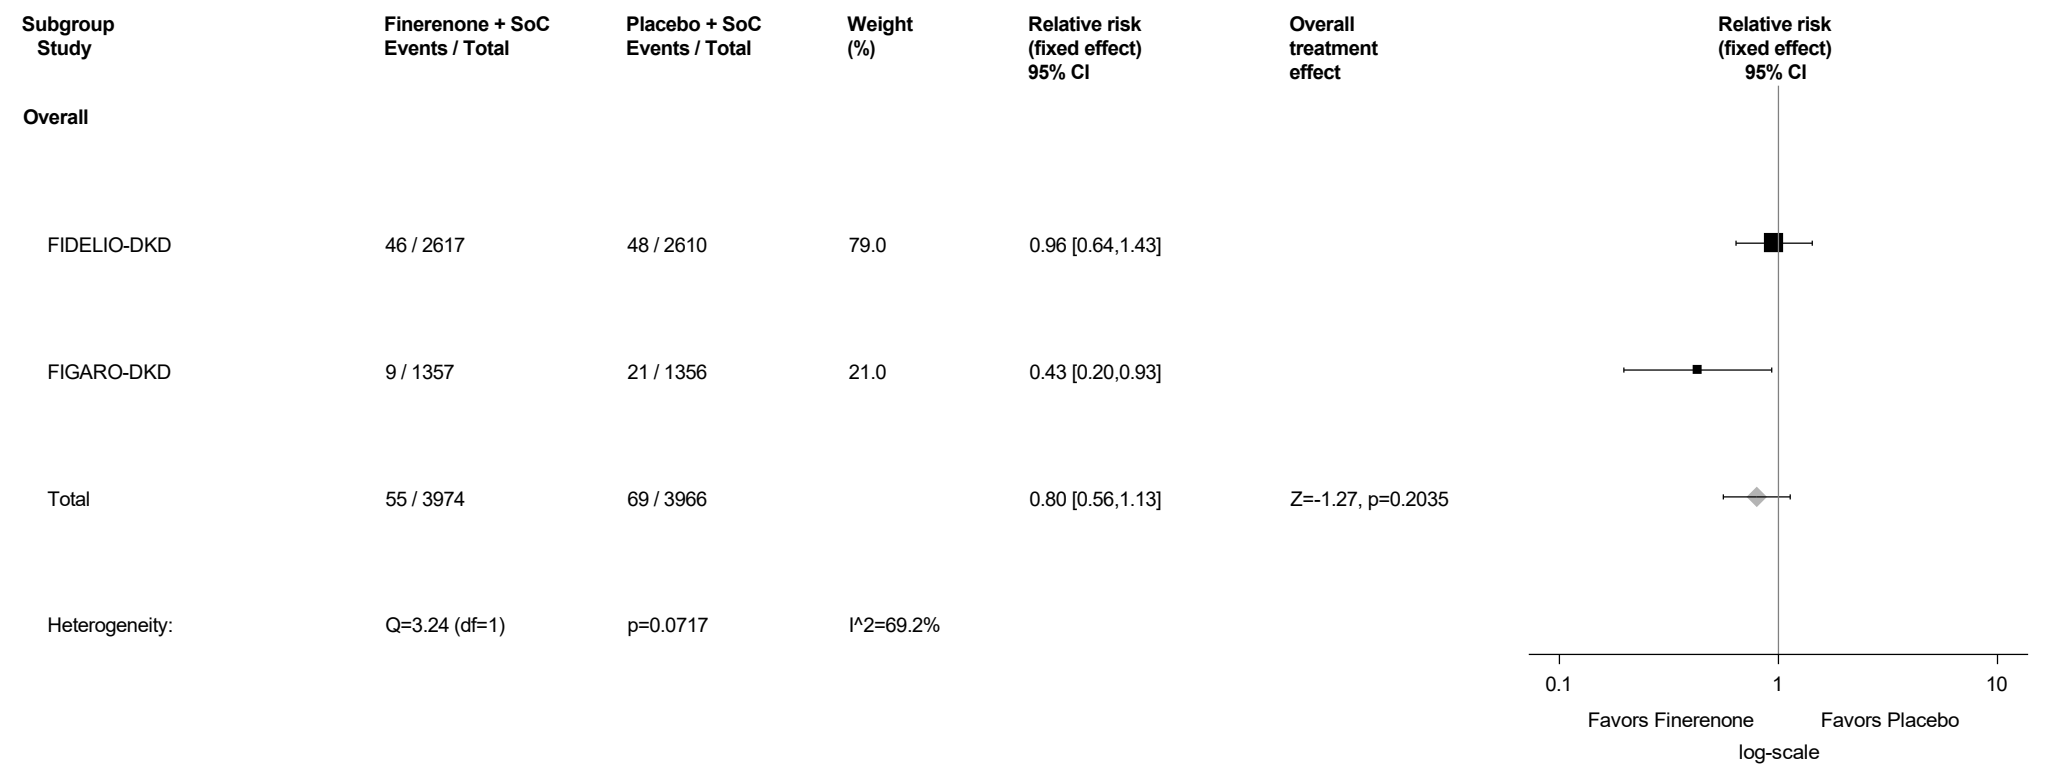 Subgroup Finerenone + SoC Placebo + SoC Weight Relative risk Overall Relative risk
Study Events / Total Events / Total (%) (fixed effect) treatment (fixed effect)
95% CI effect 95% CI
Overall
FIDELIO-DKD 46 / 2617 48 / 2610 79.0 0.96 [0.64,1.43]
FIGARO-DKD 9 / 1357 21 / 1356 21.0 0.43 [0.20,0.93]
Total 55 / 3974 69 / 3966 0.80 [0.56,1.13] Z=-1.27, p=0.2035
Heterogeneity: Q=3.24 (df=1) p=0.0717 I^2=69.2%
0.1 1 10
Favors Finerenone Favors Placebo
log-scale